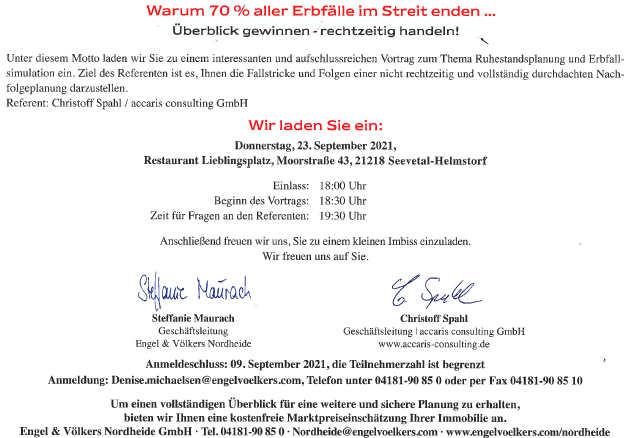 Warum 70 % aller Erbfälle im Streit enden ...
Überblick gewinnen - rechtzeitig handeln!
Unter diesem Motto laden wir Sie zu einem interessanten und aufschlussreichen Vortrag zum Thema Ruhestandsplanung und Erbfall-
simulation ein. Ziel des Referenten ist es, Ihnen die Fallstricke und Folgen einer nicht rechtzeitig und vollständig durchdachten Nach-
folgeplanung darzustellen.
Referent: Christoff Spahl / accaris consulting GmbH
Wir laden Sie ein:
Donnerstag, 23. September 2021,
Restaurant Lieblingsplatz, Moorstraße 43, 21218 Seevetal-Helmstorf
Einlass: 18:00 Uhr
Beginn des Vortrags: 18:30 Uhr
Zeit für Fragen an den Referenten: 19:30 Uhr
Anschließend freuen wir uns, Sie zu einem kleinen Imbiss einzuladen.
Wir freuen uns auf Sie.
Steffanie Maurach
C Spahl
Steffanie Maurach
Geschäftsleitung
Engel & Völkers Nordheide
Christoff Spahl
Geschäftsleitung | accaris consulting GmbH
www.accaris-consulting.de
Anmeldeschluss: 09. September 2021, die Teilnehmerzahl ist begrenzt
Anmeldung: Denise.michaelsen@engelvoelkers.com, Telefon unter 04181-90 85 0 oder per Fax 04181-90 85 10
Um einen vollständigen Überblick für eine weitere und sichere Planung zu erhalten,
bieten wir Ihnen eine kostenfreie Marktpreiseinschätzung Ihrer Immobilie an.
Engel & Völkers Nordheide GmbH · Tel. 04181-90 85 0 · Nordheide@engelvoelkers.com · www.engelvoelkers.com/nordheide